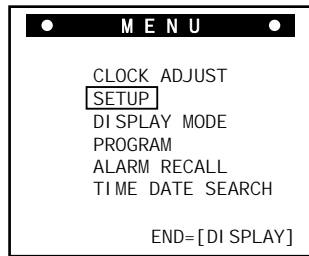 MENU
CLOCK ADJUST
SETUP
DISPLAY MODE
PROGRAM
ALARM RECALL
TIME DATE SEARCH
END=[DISPLAY]